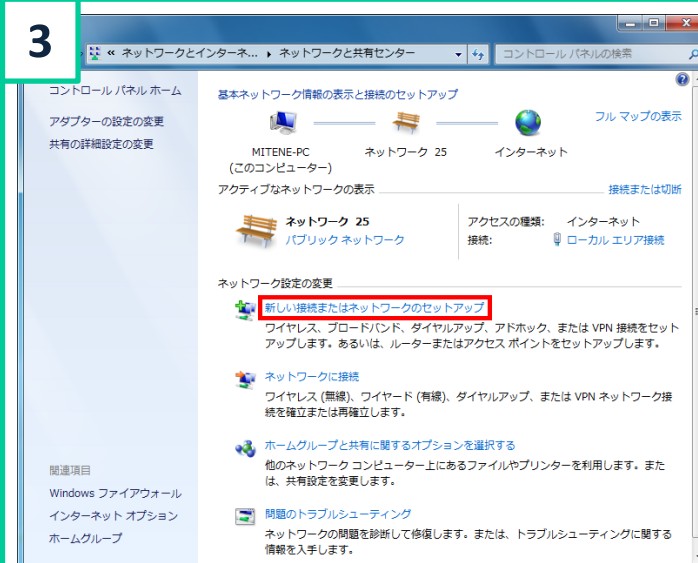 3
« ネットワークとインターネ... ▸ ネットワークと共有センター
コントロール パネルの検索
コントロール パネル ホーム
アダプターの設定の変更
共有の詳細設定の変更
基本ネットワーク情報の表示と接続のセットアップ
フル マップの表示
MITENE-PC
(このコンピューター)
ネットワーク 25
インターネット
アクティブなネットワークの表示
接続または切断
ネットワーク 25
パブリック ネットワーク
アクセスの種類: インターネット
接続: ローカル エリア接続
ネットワーク設定の変更
新しい接続またはネットワークのセットアップ
ワイヤレス、ブロードバンド、ダイヤルアップ、アドホック、または VPN 接続をセット
アップします。あるいは、ルーターまたはアクセス ポイントをセットアップします。
ネットワークに接続
ワイヤレス (無線)、ワイヤード (有線)、ダイヤルアップ、または VPN ネットワーク接
続を確立または再確立します。
ホームグループと共有に関するオプションを選択する
他のネットワーク コンピューター上にあるファイルやプリンターを利用します。また
は、共有設定を変更します。
問題のトラブルシューティング
ネットワークの問題を診断して修復します。または、トラブルシューティングに関する
情報を入手します。
関連項目
Windows ファイアウォール
インターネット オプション
ホームグループ